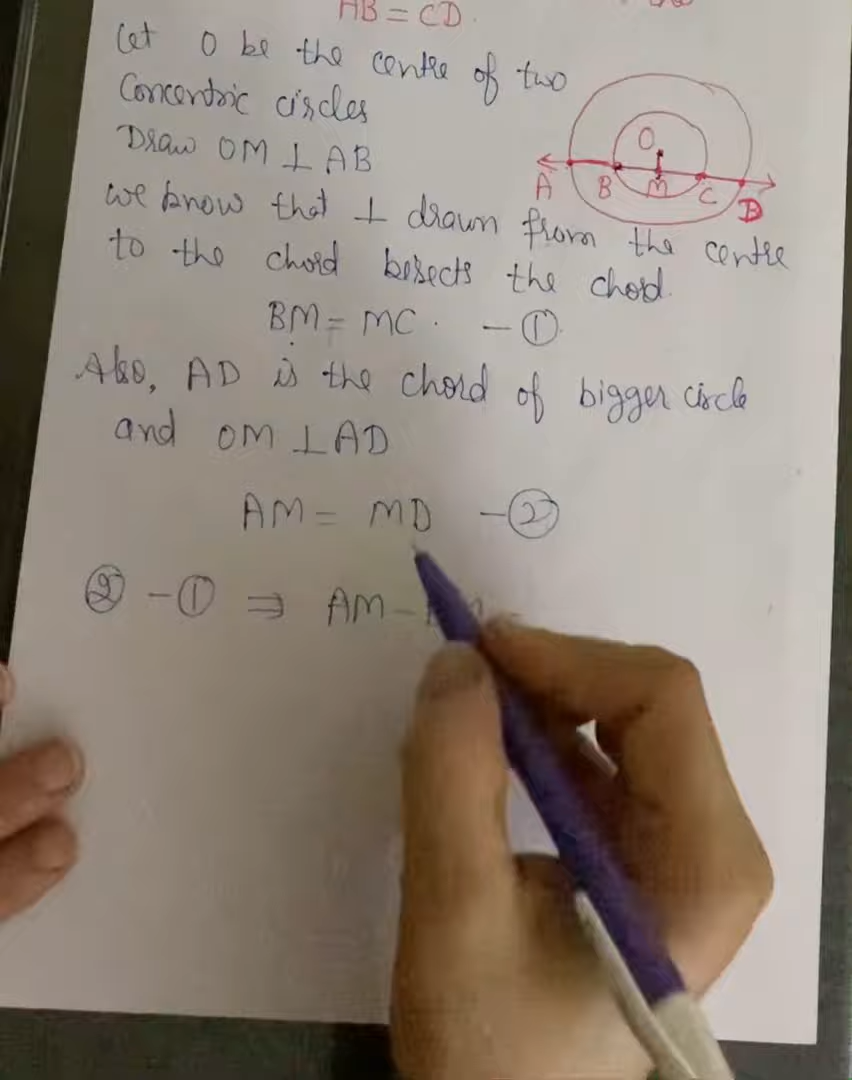 AB = CD.
Let O be the centre of two
Concentric circles
Draw OM ⊥ AB
we know that ⊥ drawn from the centre
to the chord besects the chord.
BM = MC. - ①.
Also, AD is the chord of bigger circle
and OM ⊥ AD
AM = MD - ②
② - ① ⇒ AM -
O
A B M C D